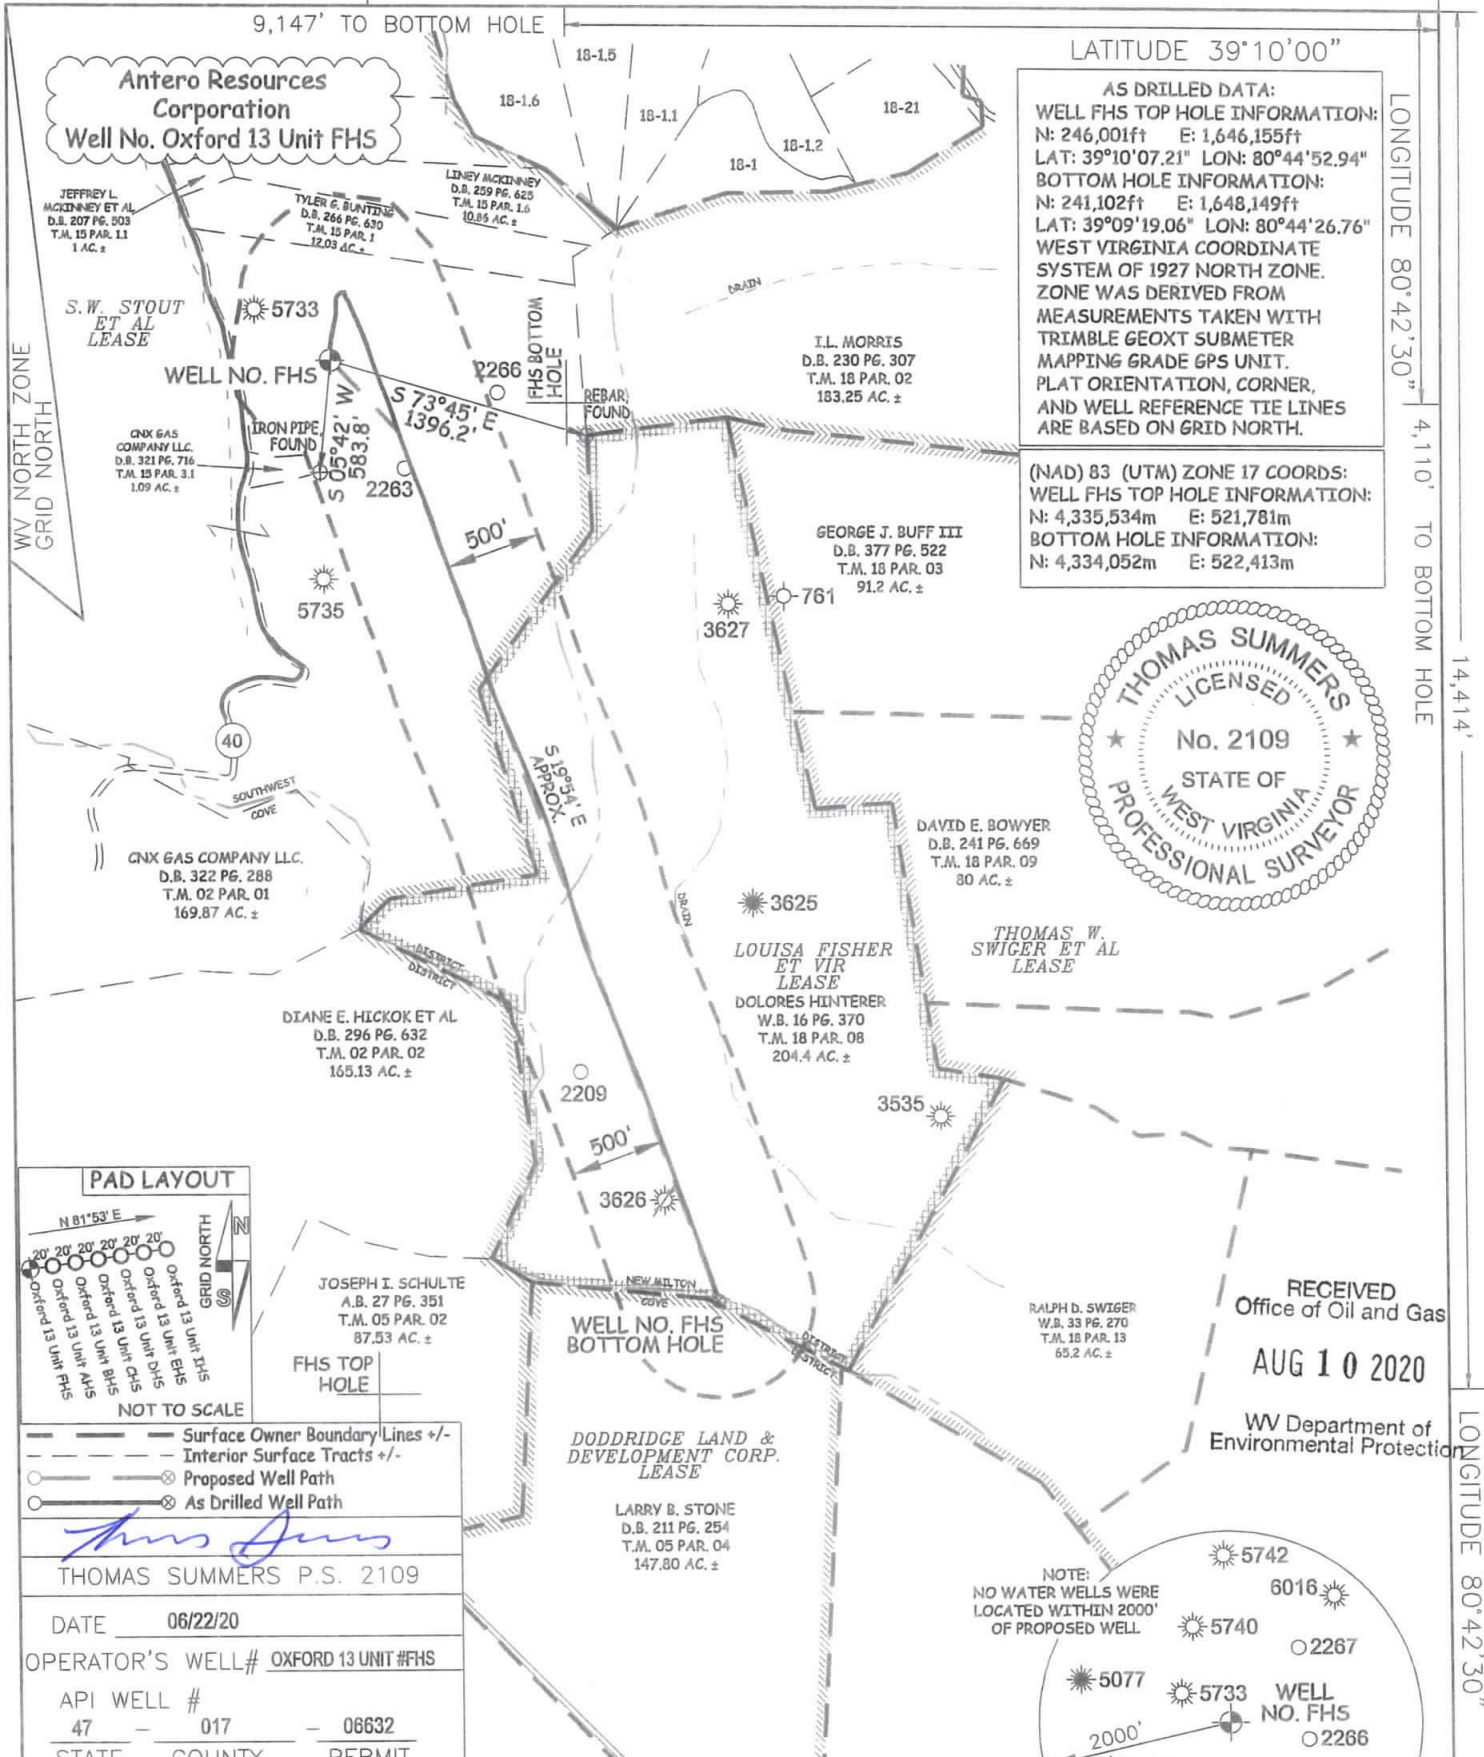 9,147' TO BOTTOM HOLE
LATITUDE 39°10'00"
Antero Resources
Corporation
Well No. Oxford 13 Unit FHS
18-1.5
18-1.6
18-1.1
18-21
18-1.2
18-1
AS DRILLED DATA:
WELL FHS TOP HOLE INFORMATION:
N: 246,001ft E: 1,646,155ft
LAT: 39°10'07.21" LON: 80°44'52.94"
BOTTOM HOLE INFORMATION:
N: 241,102ft E: 1,648,149ft
LAT: 39°09'19.06" LON: 80°44'26.76"
WEST VIRGINIA COORDINATE
SYSTEM OF 1927 NORTH ZONE.
ZONE WAS DERIVED FROM
MEASUREMENTS TAKEN WITH
TRIMBLE GEOXT SUBMETER
MAPPING GRADE GPS UNIT.
PLAT ORIENTATION, CORNER,
AND WELL REFERENCE TIE LINES
ARE BASED ON GRID NORTH.
(NAD) 83 (UTM) ZONE 17 COORDS:
WELL FHS TOP HOLE INFORMATION:
N: 4,335,534m E: 521,781m
BOTTOM HOLE INFORMATION:
N: 4,334,052m E: 522,413m
LONGITUDE 80°42'30"
4,110' TO BOTTOM HOLE
14,414'
JEFFREY L.
MCKINNEY ET AL
D.B. 207 PG. 503
T.M. 15 PAR. 1.1
1 AC. ±
TYLER G. BUNTING
D.B. 266 PG. 630
T.M. 15 PAR. 1
12.03 AC. ±
LINEY MCKINNEY
D.B. 259 PG. 625
T.M. 15 PAR. 1.6
10.85 AC. ±
S.W. STOUT
ET AL
LEASE
5733
WELL NO. FHS
2266
S 73°45' E
1396.2'
FHS BOTTOM
HOLE
REBAR
FOUND
DRAIN
I.L. MORRIS
D.B. 230 PG. 307
T.M. 18 PAR. 02
183.25 AC. ±
WV NORTH ZONE
GRID NORTH
IRON PIPE
FOUND
S 05°42' W
583.8'
CNX GAS
COMPANY LLC.
D.B. 321 PG. 716
T.M. 15 PAR. 3.1
1.09 AC. ±
2263
500'
GEORGE J. BUFF III
D.B. 377 PG. 522
T.M. 18 PAR. 03
91.2 AC. ±
5735
3627
761
THOMAS SUMMERS
LICENSED
No. 2109
STATE OF
WEST VIRGINIA
PROFESSIONAL SURVEYOR
40
SOUTHWEST
COVE
S 19°54' E
APPROX.
CNX GAS COMPANY LLC.
D.B. 322 PG. 288
T.M. 02 PAR. 01
169.87 AC. ±
DAVID E. BOWYER
D.B. 241 PG. 669
T.M. 18 PAR. 09
80 AC. ±
3625
DRAIN
THOMAS W.
SWIGER ET AL
LEASE
LOUISA FISHER
ET VIR
LEASE
DOLORES HINTERER
W.B. 16 PG. 370
T.M. 18 PAR. 08
204.4 AC. ±
DISTRICT
DISTRICT
DIANE E. HICKOK ET AL
D.B. 296 PG. 632
T.M. 02 PAR. 02
165.13 AC. ±
2209
3535
500'
3626
PAD LAYOUT
N 81°53' E
20' 20' 20' 20' 20' 20'
Oxford 13 Unit FHS
Oxford 13 Unit AHS
Oxford 13 Unit BHS
Oxford 13 Unit CHS
Oxford 13 Unit DHS
Oxford 13 Unit EHS
Oxford 13 Unit IHS
GRID NORTH
N
S
NOT TO SCALE
JOSEPH I. SCHULTE
A.B. 27 PG. 351
T.M. 05 PAR. 02
87.53 AC. ±
FHS TOP
HOLE
NEW MILTON
COVE
WELL NO. FHS
BOTTOM HOLE
DISTRICT
DISTRICT
RALPH D. SWIGER
W.B. 33 PG. 270
T.M. 18 PAR. 13
65.2 AC. ±
RECEIVED
Office of Oil and Gas
AUG 10 2020
WV Department of
Environmental Protection
Surface Owner Boundary Lines +/-
Interior Surface Tracts +/-
Proposed Well Path
As Drilled Well Path
DODDRIDGE LAND &
DEVELOPMENT CORP.
LEASE
LARRY B. STONE
D.B. 211 PG. 254
T.M. 05 PAR. 04
147.80 AC. ±
THOMAS SUMMERS P.S. 2109
DATE 06/22/20
OPERATOR'S WELL# OXFORD 13 UNIT #FHS
API WELL #
47 – 017 – 06632
STATE COUNTY PERMIT
NOTE:
NO WATER WELLS WERE
LOCATED WITHIN 2000'
OF PROPOSED WELL
5742
6016
5740
2267
5077
5733
WELL
NO. FHS
2266
2000'
LONGITUDE 80°42'30"